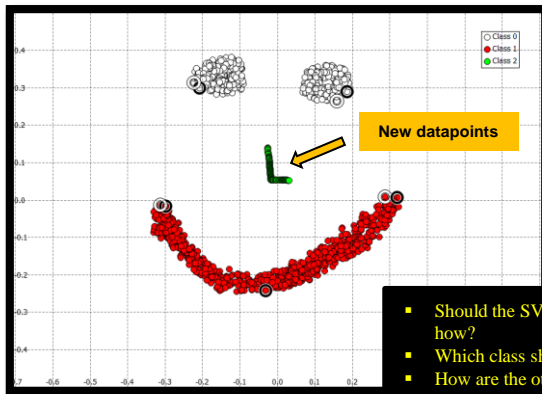 Class 0
Class 1
Class 2
0.4
0.3
0.2
0.1
0.0
-0.1
-0.2
-0.3
-0.4
New datapoints
-0.6
-0.5
-0.4
-0.3
-0.2
-0.1
0.0
0.1
0.2
Should the
how?
Which class
How are the